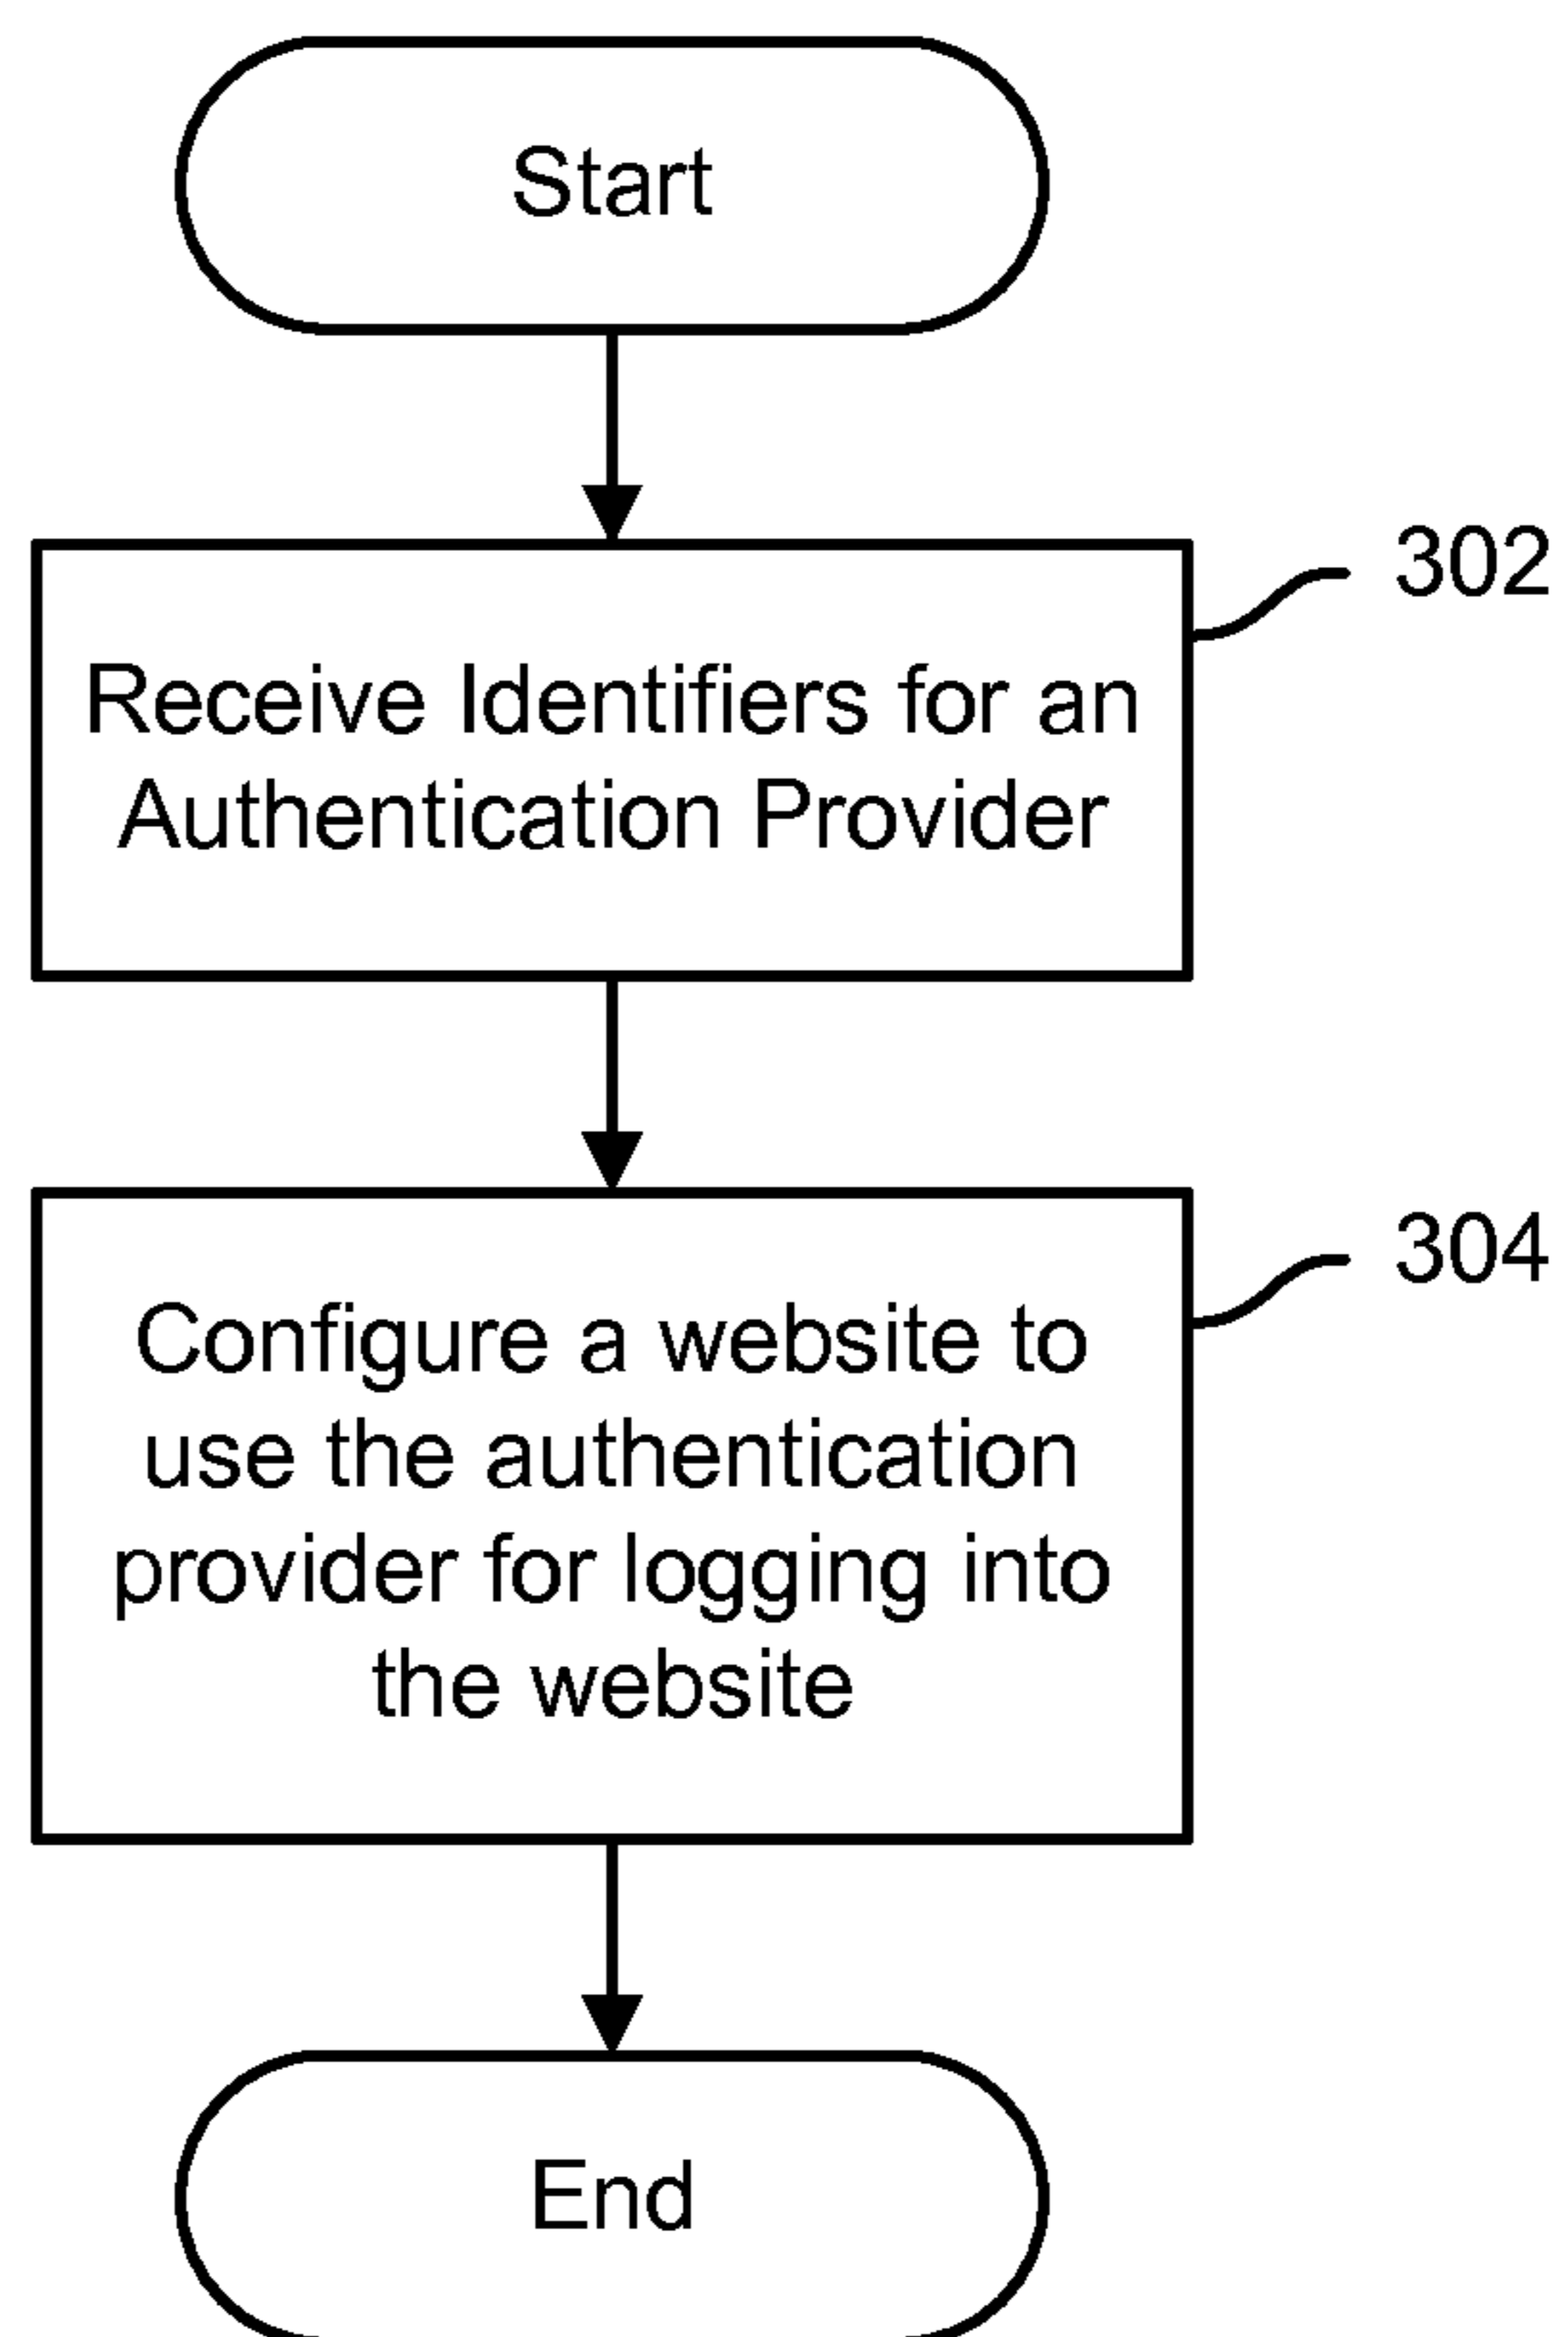 Start
302
Receive Identifiers for an
Authentication Provider
304
Configure a website to
use the authentication
provider for logging into
the website
End